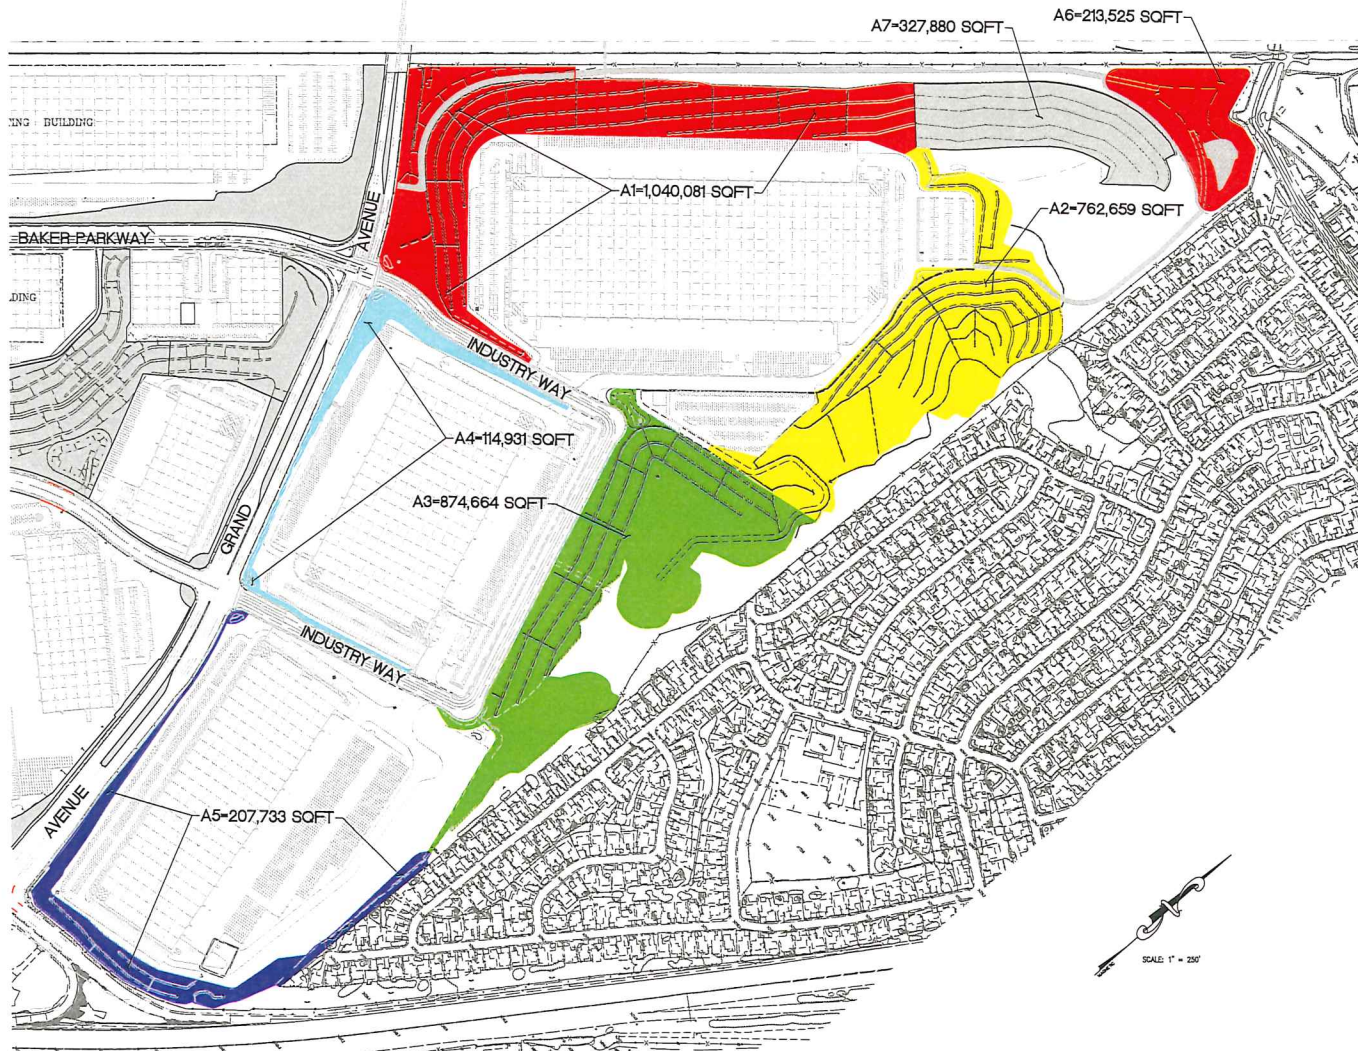 A6=213,525 SQFT
A7=327,880 SQFT
ING BUILDING
A1=1,040,081 SQFT
A2=762,659 SQFT
AVENUE
BAKER PARKWAY
DING
INDUSTRY WAY
A4=114,931 SQFT
A3=874,664 SQFT
GRAND
INDUSTRY WAY
AVENUE
A5=207,733 SQFT
SCALE: 1" = 250'